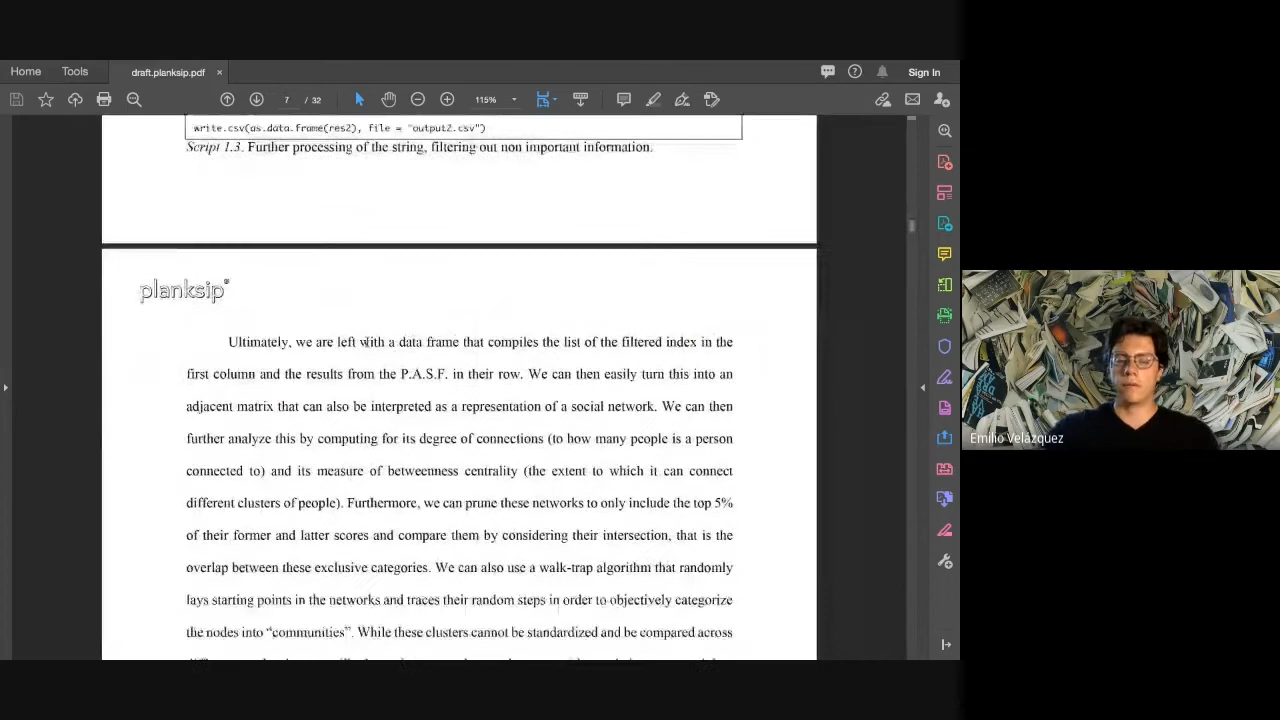 Home Tools draft.planksip.pdf ×
Sign In
7 / 32 115%
write.csv(as.data.frame(res2), file = "output2.csv")
Script 1.3. Further processing of the string, filtering out non important information.
planksip®
Ultimately, we are left with a data frame that compiles the list of the filtered index in the
first column and the results from the P.A.S.F. in their row. We can then easily turn this into an
adjacent matrix that can also be interpreted as a representation of a social network. We can then
further analyze this by computing for its degree of connections (to how many people is a person
connected to) and its measure of betweenness centrality (the extent to which it can connect
different clusters of people). Furthermore, we can prune these networks to only include the top 5%
of their former and latter scores and compare them by considering their intersection, that is the
overlap between these exclusive categories. We can also use a walk-trap algorithm that randomly
lays starting points in the networks and traces their random steps in order to objectively categorize
the nodes into “communities”. While these clusters cannot be standardized and be compared across
Emilio Velázquez